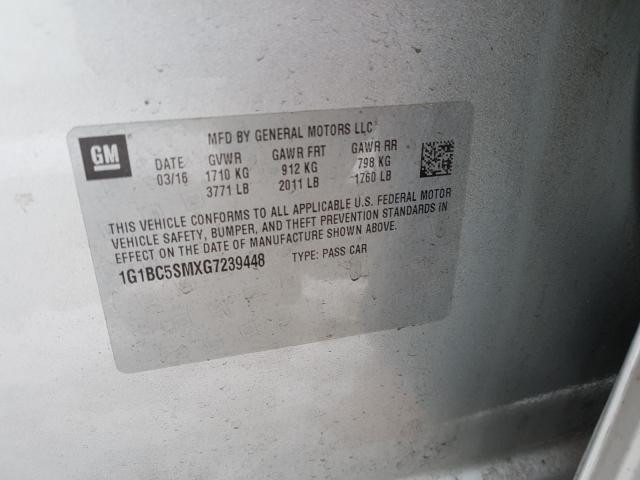 GM
MFD BY GENERAL MOTORS LLC
DATE GVWR GAWR FRT GAWR RR
03/16 1710 KG 912 KG 798 KG
3771 LB 2011 LB 1760 LB
THIS VEHICLE CONFORMS TO ALL APPLICABLE U.S. FEDERAL MOTOR
VEHICLE SAFETY, BUMPER, AND THEFT PREVENTION STANDARDS IN
EFFECT ON THE DATE OF MANUFACTURE SHOWN ABOVE.
1G1BC5SMXG7239448 TYPE: PASS CAR